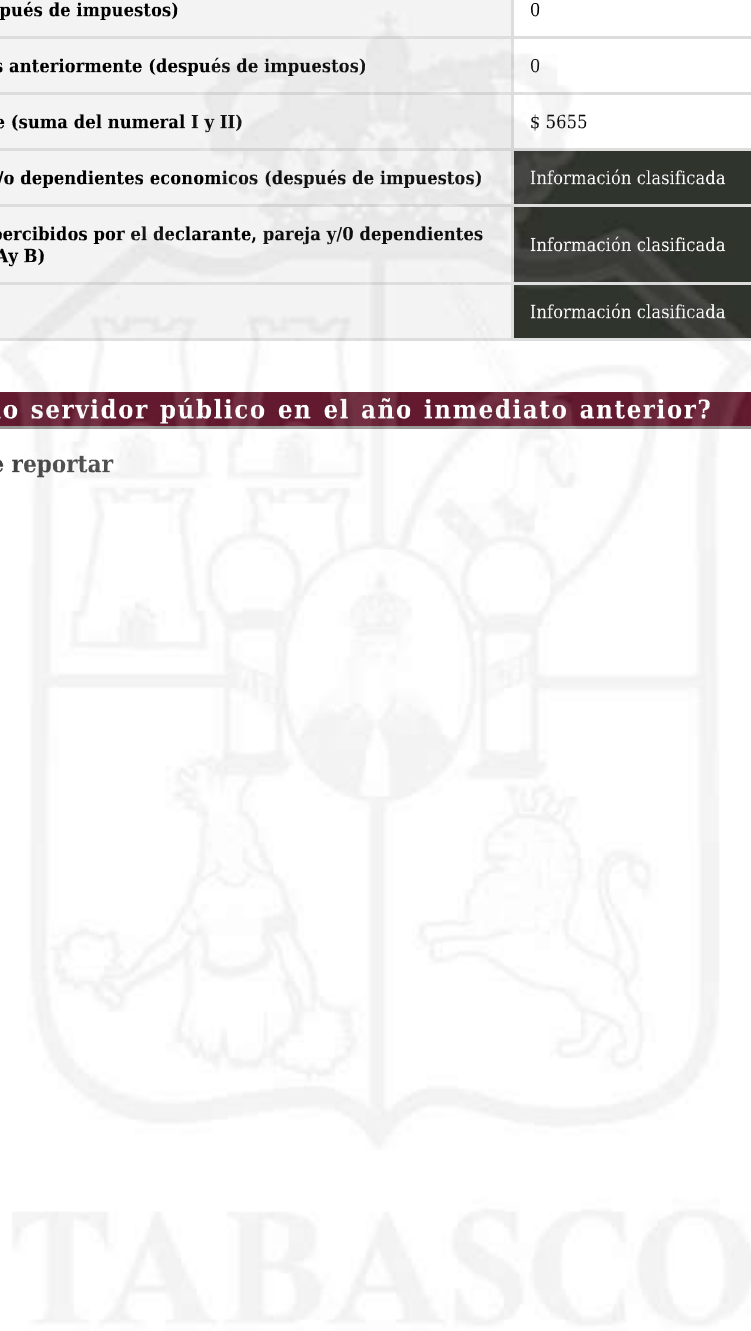 pués de impuestos) 0
s anteriormente (después de impuestos) 0
e (suma del numeral I y II) $ 5655
/o dependientes economicos (después de impuestos) Información clasificada
percibidos por el declarante, pareja y/0 dependientes
Ay B) Información clasificada
Información clasificada
lo servidor público en el año inmediato anterior?
e reportar
TABASCO